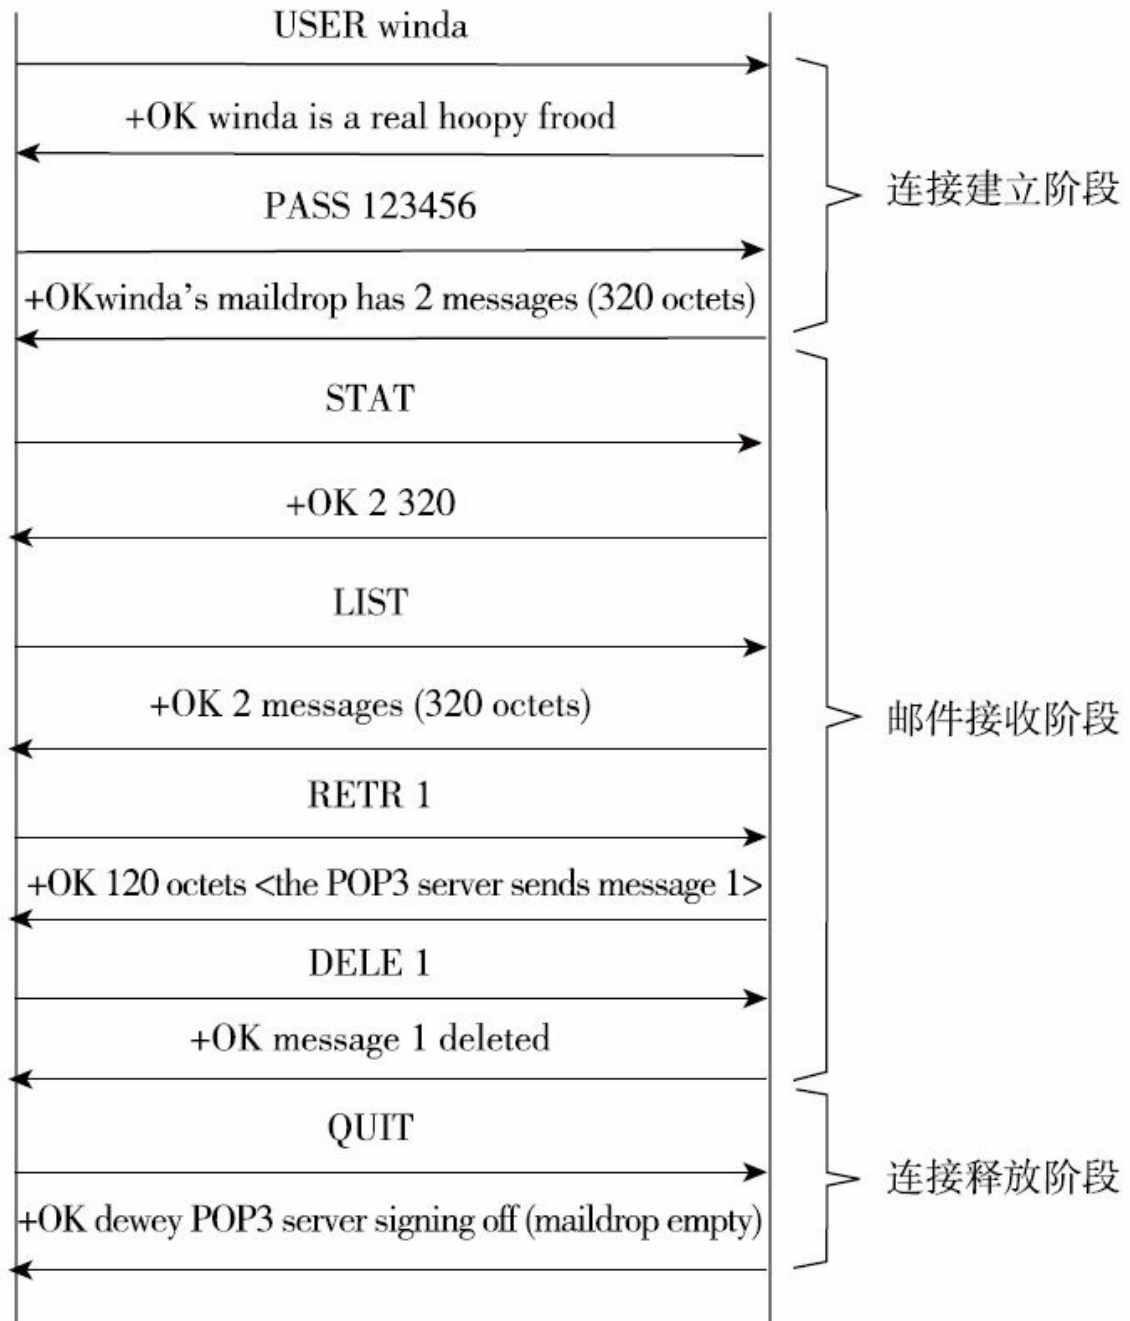 USER winda
+OK winda is a real hoopy frood
PASS 123456
+OKwinda's maildrop has 2 messages (320 octets)
连接建立阶段
STAT
+OK 2 320
LIST
+OK 2 messages (320 octets)
RETR 1
+OK 120 octets <the POP3 server sends message 1>
DELE 1
+OK message 1 deleted
邮件接收阶段
QUIT
+OK dewey POP3 server signing off (maildrop empty)
连接释放阶段